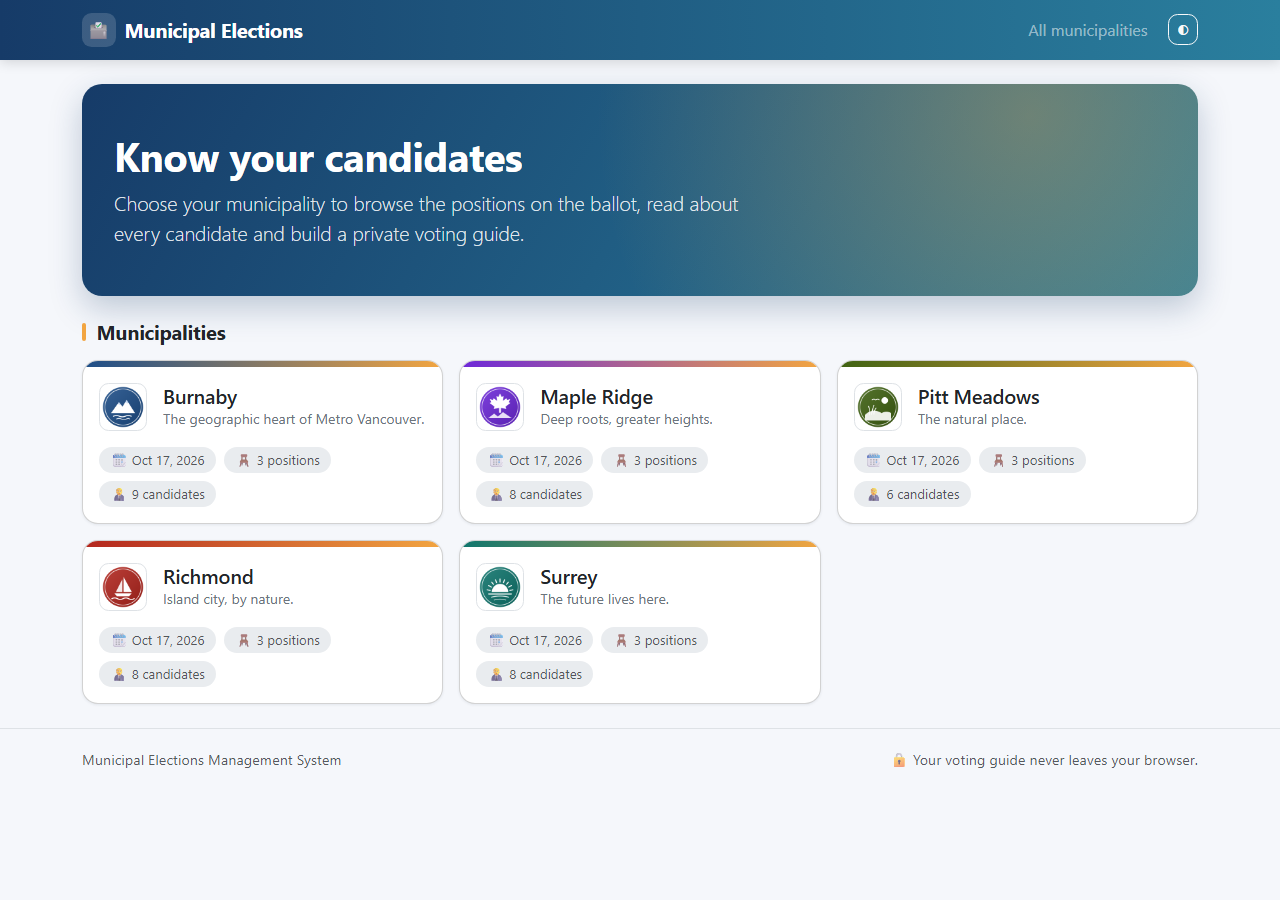 Municipal Elections
All municipalities
Know your candidates
Choose your municipality to browse the positions on the ballot, read about
every candidate and build a private voting guide.
Municipalities
Burnaby
The geographic heart of Metro Vancouver.
Oct 17, 2026
3 positions
9 candidates
Maple Ridge
Deep roots, greater heights.
Oct 17, 2026
3 positions
8 candidates
Pitt Meadows
The natural place.
Oct 17, 2026
3 positions
6 candidates
Richmond
Island city, by nature.
Oct 17, 2026
3 positions
8 candidates
Surrey
The future lives here.
Oct 17, 2026
3 positions
8 candidates
Municipal Elections Management System
Your voting guide never leaves your browser.